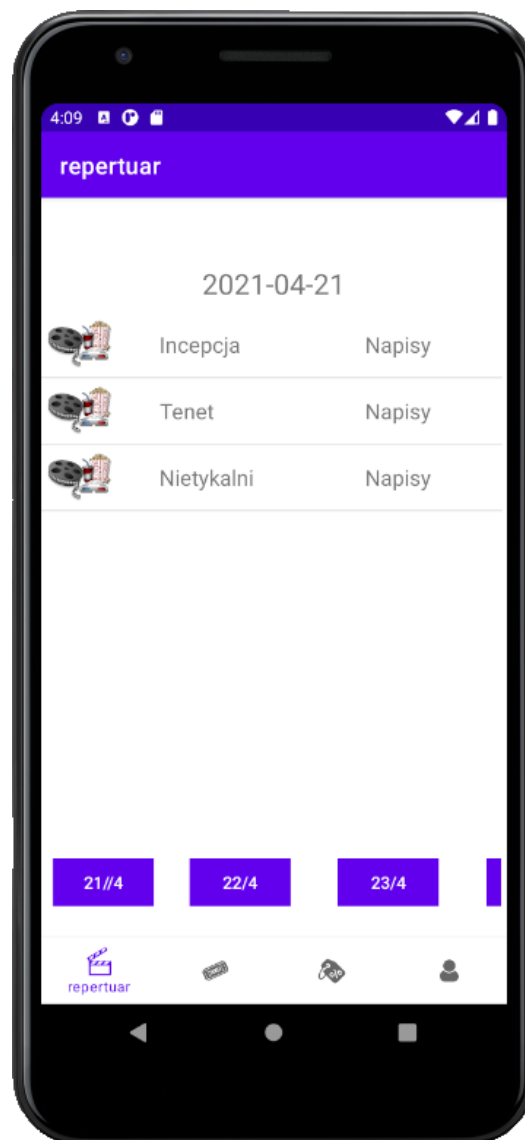 4:09
repertuar
2021-04-21
Incepcja Napisy
Tenet Napisy
Nietykalni Napisy
21//4 22/4 23/4
repertuar